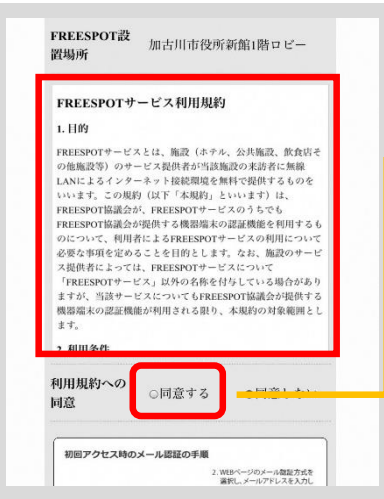 FREESPOT設
置場所
加古川市役所新館1階ロビー
FREESPOTサービス利用規約
1. 目的
FREESPOTサービスとは、施設（ホテル、公共施設、飲食店そ
の他施設等）のサービス提供者が当該施設の来訪者に無線
LANによるインターネット接続環境を無料で提供するものを
いいます。この規約（以下「本規約」といいます）は、
FREESPOT協議会が、FREESPOTサービスのうちでも
FREESPOT協議会が提供する機器端末の認証機能を利用するも
のについて、利用者によるFREESPOTサービスの利用について
必要な事項を定めることを目的とします。なお、施設のサービ
ス提供者によっては、FREESPOTサービスについて
「FREESPOTサービス」以外の名称を付与している場合があり
ますが、当該サービスについてもFREESPOT協議会が提供する
機器端末の認証機能が利用される限り、本規約の対象範囲とし
ます。
2. 利用条件
利用規約への
同意
○同意する
初回アクセス時のメール認証の手順
2. WEBページのメール認証方式を
選択し、メールアドレスを入力し